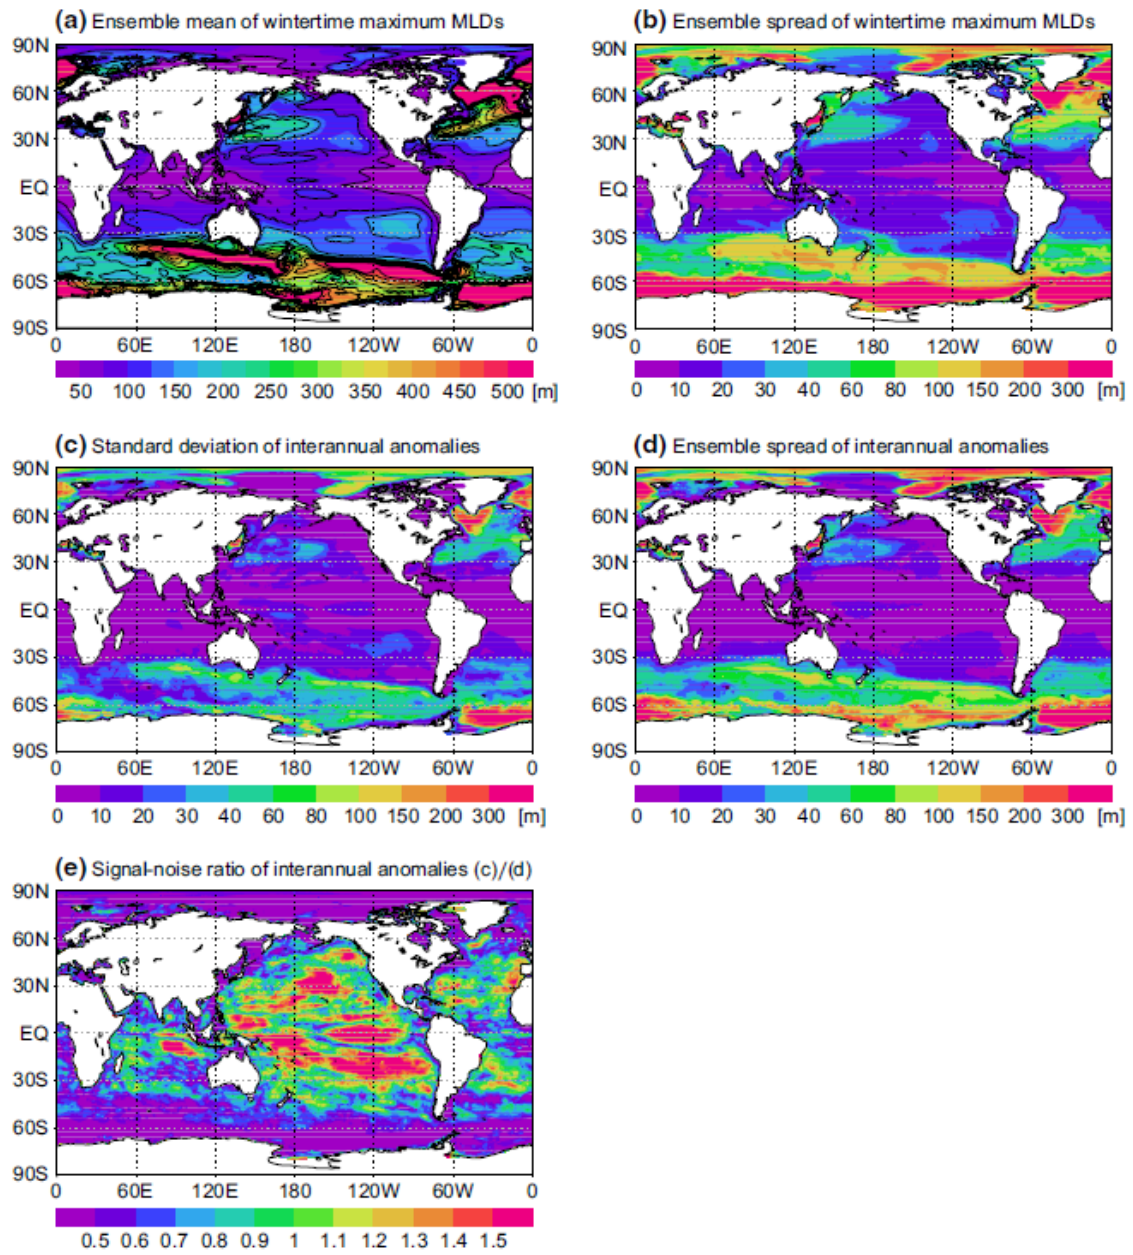 (a) Ensemble mean of wintertime maximum MLDs
90N
60N
30N
EQ
30S
60S
90S
0 60E 120E 180 120W 60W 0
50 100 150 200 250 300 350 400 450 500 [m]
(b) Ensemble spread of wintertime maximum MLDs
90N
60N
30N
EQ
30S
60S
90S
0 60E 120E 180 120W 60W 0
0 10 20 30 40 60 80 100 150 200 300 [m]
(c) Standard deviation of interannual anomalies
90N
60N
30N
EQ
30S
60S
90S
0 60E 120E 180 120W 60W 0
0 10 20 30 40 60 80 100 150 200 300 [m]
(d) Ensemble spread of interannual anomalies
90N
60N
30N
EQ
30S
60S
90S
0 60E 120E 180 120W 60W 0
0 10 20 30 40 60 80 100 150 200 300 [m]
(e) Signal-noise ratio of interannual anomalies (c)/(d)
90N
60N
30N
EQ
30S
60S
90S
0 60E 120E 180 120W 60W 0
0.5 0.6 0.7 0.8 0.9 1 1.1 1.2 1.3 1.4 1.5